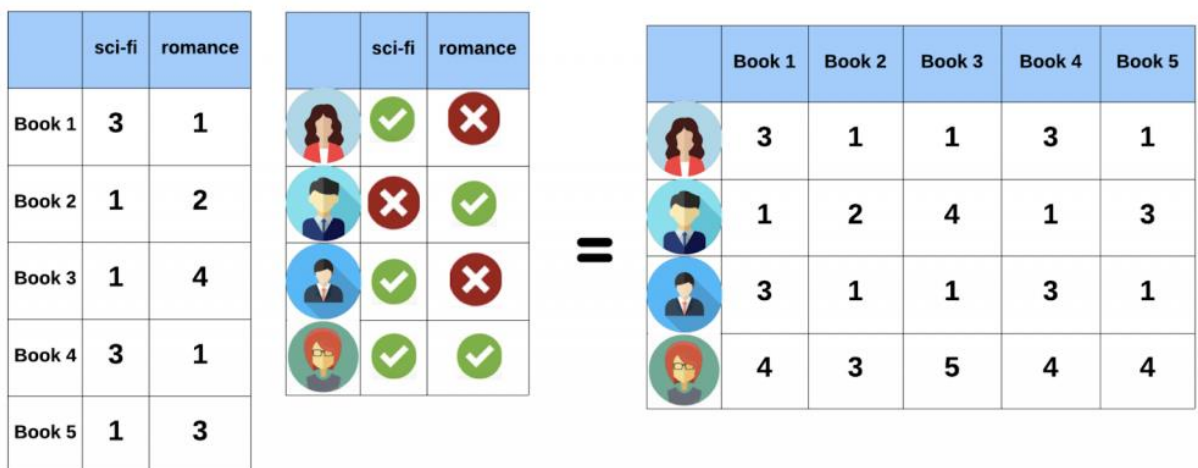 sci-fi romance
Book 1 3 1
Book 2 1 2
Book 3 1 4
Book 4 3 1
Book 5 1 3
sci-fi romance
=
Book 1 Book 2 Book 3 Book 4 Book 5
3 1 1 3 1
1 2 4 1 3
3 1 1 3 1
4 3 5 4 4